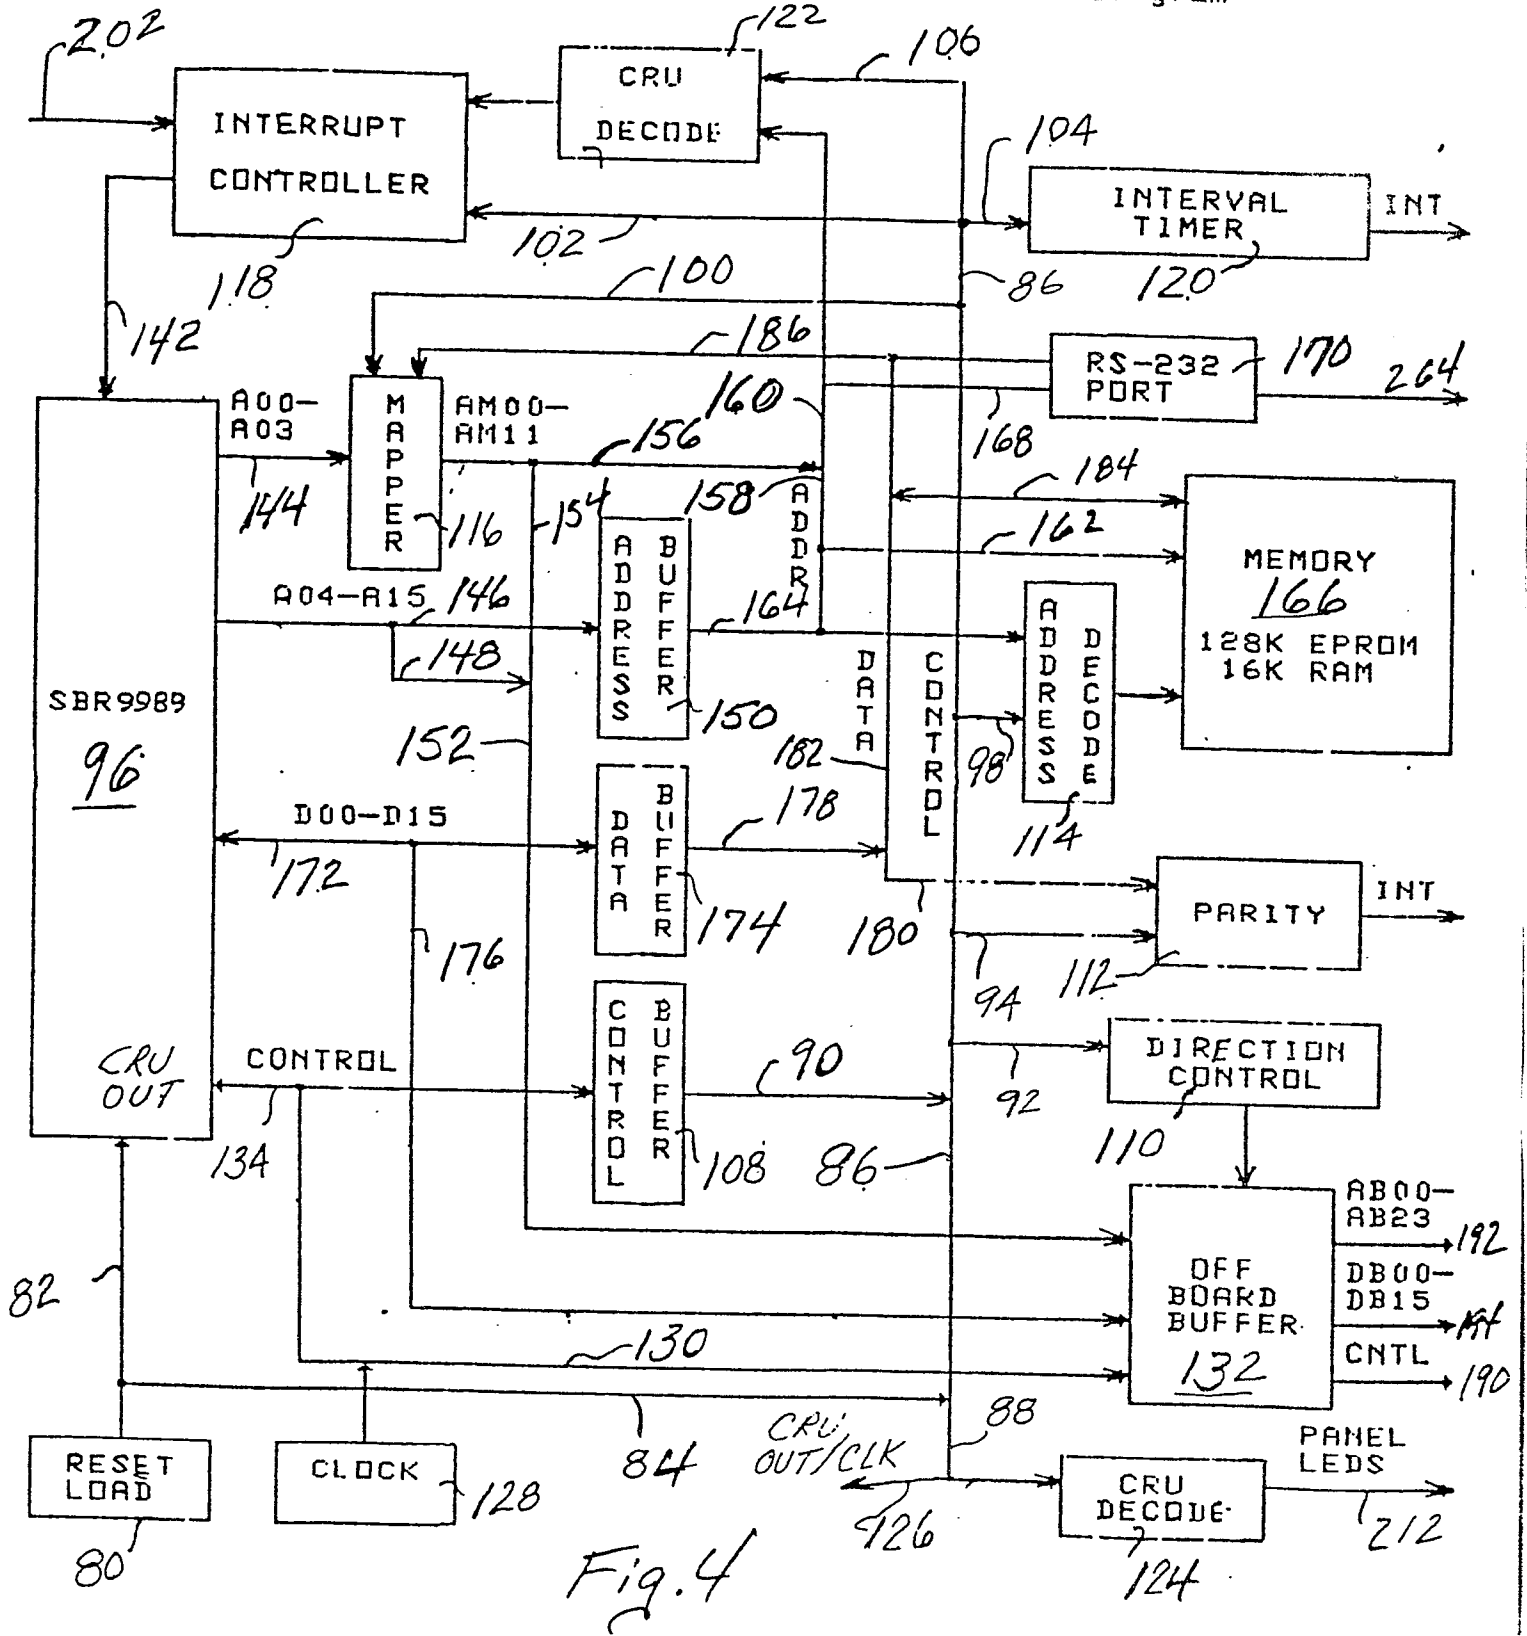 202
122
106
CRU
DECODE
INTERRUPT
CONTROLLER
104
INTERVAL
TIMER
INT
102
118
100
86
120
142
186
RS-232
PORT
170
264
160
168
A00-
A03
MAPPER
AM00-
AM11
156
184
144
116
154
158
ADDR
162
MEMORY
166
128K EPROM
16K RAM
A04-A15
146
ADDRESS
BUFFER
164
ADDRESS
DECODE
148
DATA
CONTROL
SBR9989
96
150
152
182
98
D00-D15
DATA
BUFFER
178
114
172
174
180
PARITY
INT
176
94
112
CRU
OUT
CONTROL
CONTROL
BUFFER
90
DIRECTION
CONTROL
92
134
108
86
110
AB00-
AB23
192
82
OFF
BOARD
BUFFER
132
DB00-
DB15
194
130
CNTL
190
88
RESET
LOAD
CLOCK
128
84
CRU
OUT/CLK
CRU
DECODE
PANEL
LEDS
80
126
212
124
Fig. 4